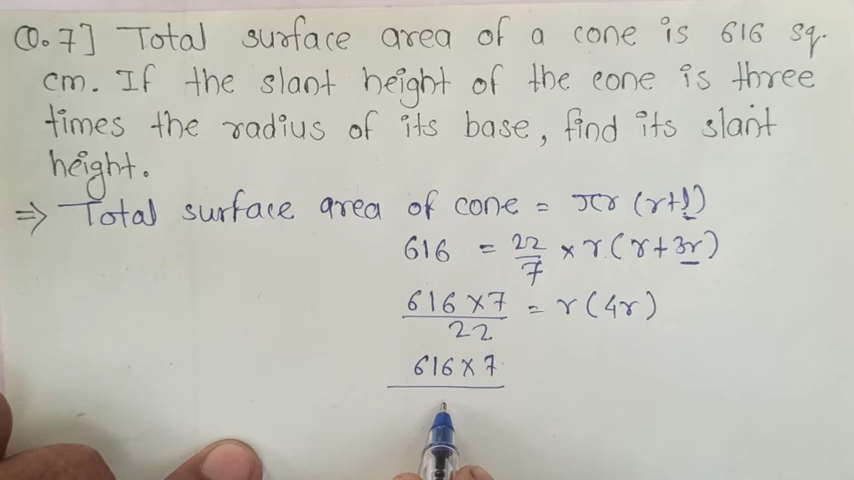 Q.7] Total surface area of a cone is 616 sq.
cm. If the slant height of the cone is three
times the radius of its base, find its slant
height.
⇒ Total surface area of cone = πr (r+l)
616 = 22/7 × r (r+3r)
616×7/22 = r(4r)
616×7